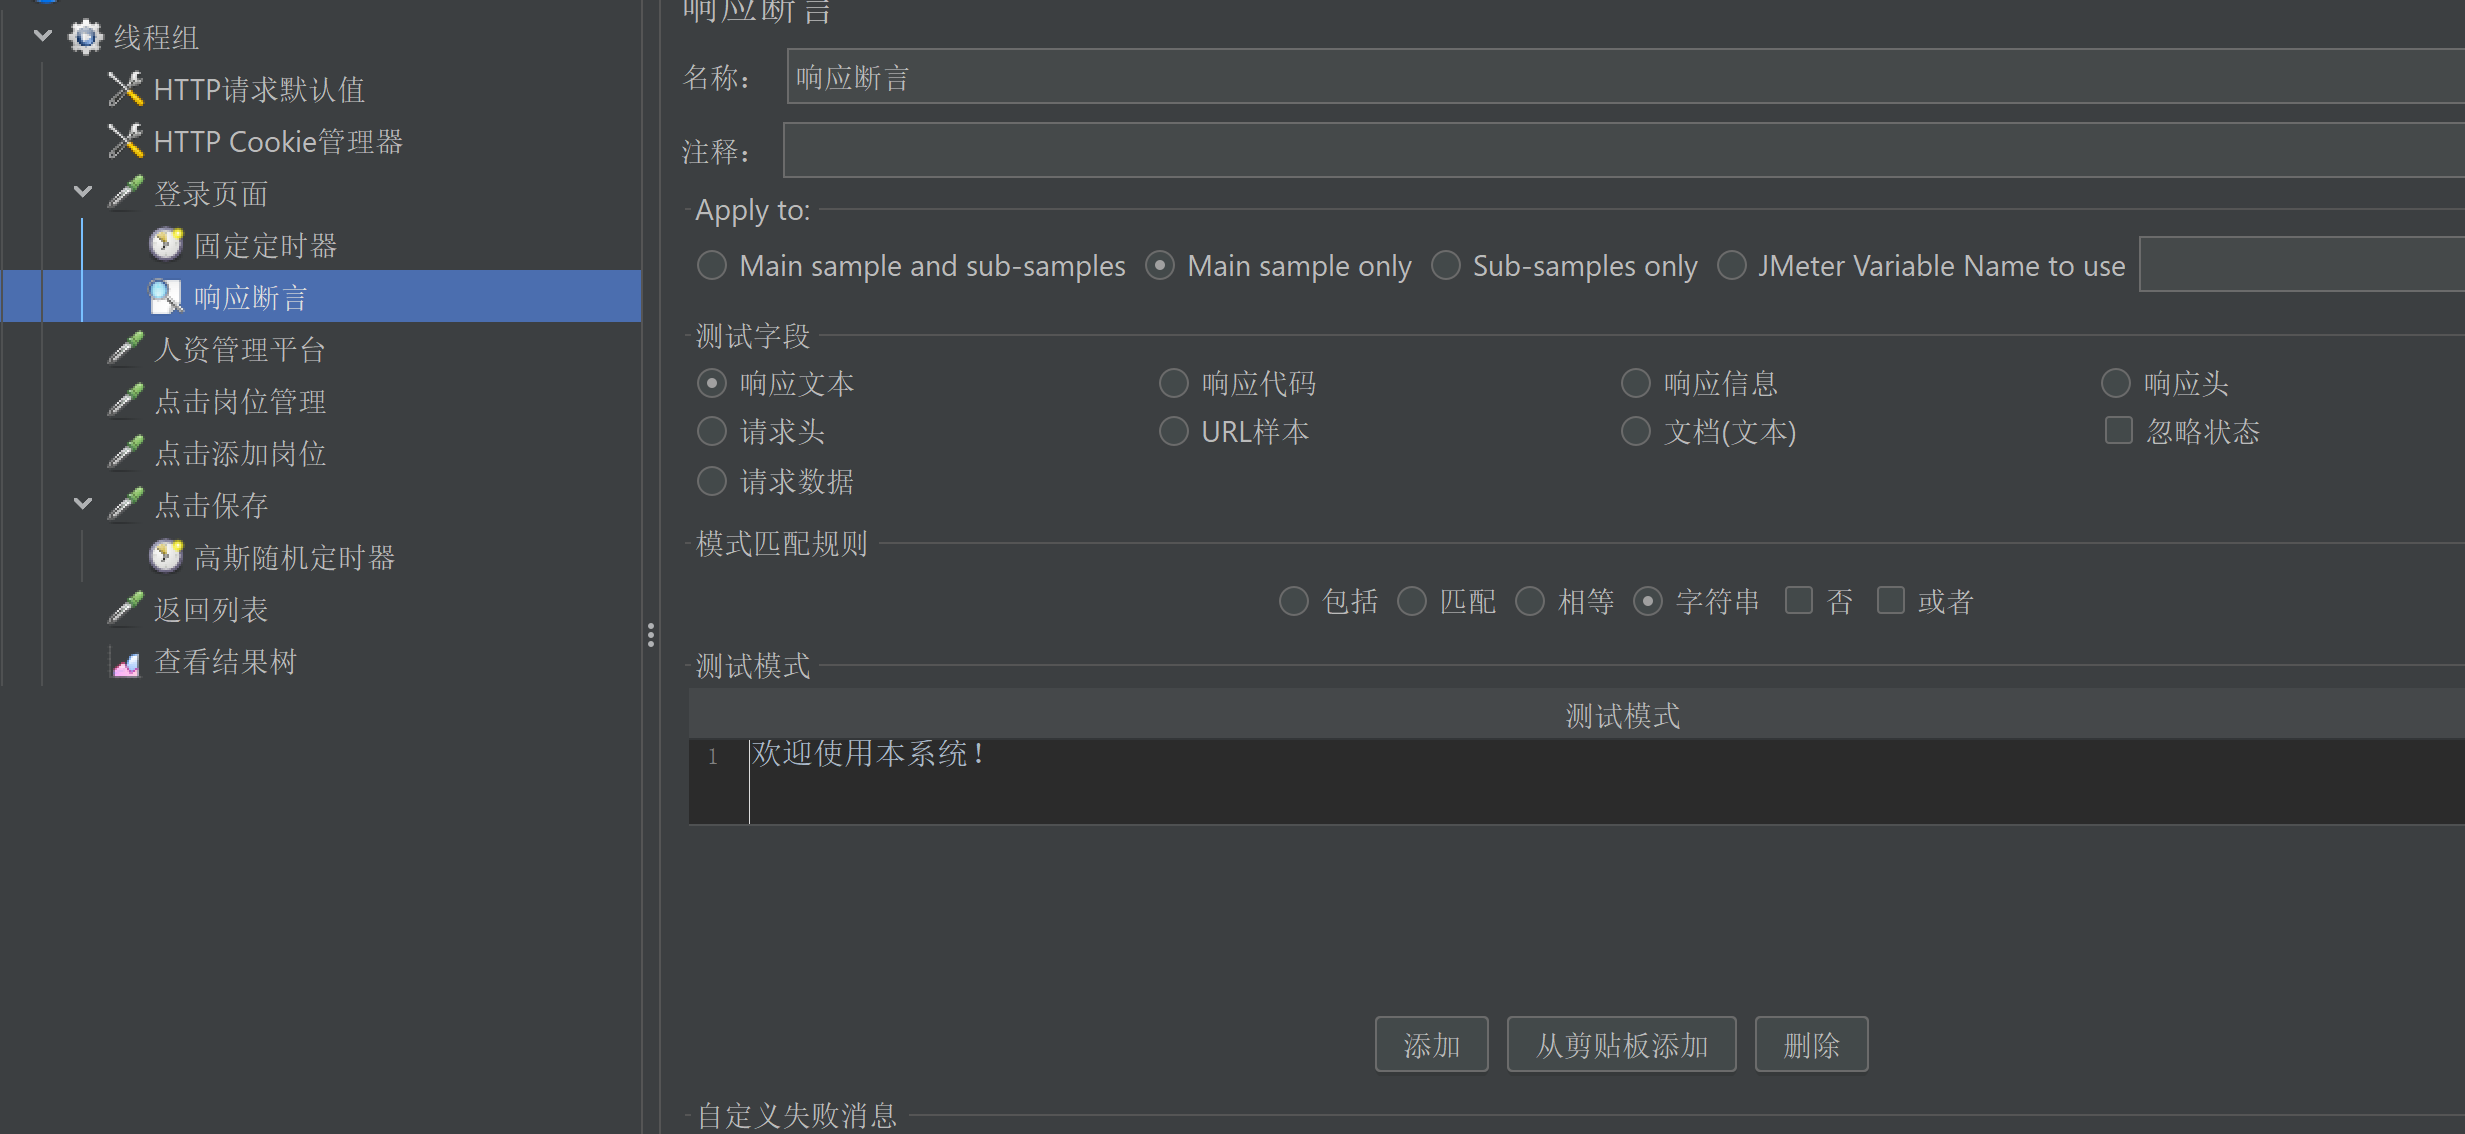 线程组
HTTP请求默认值
HTTP Cookie管理器
登录页面
固定定时器
响应断言
人资管理平台
点击岗位管理
点击添加岗位
点击保存
高斯随机定时器
返回列表
查看结果树
响应断言
名称： 响应断言
注释：
Apply to:
Main sample and sub-samples Main sample only Sub-samples only JMeter Variable Name to use
测试字段
响应文本 响应代码 响应信息 响应头
请求头 URL样本 文档(文本) 忽略状态
请求数据
模式匹配规则
包括 匹配 相等 字符串 否 或者
测试模式
测试模式
1 欢迎使用本系统！
添加 从剪贴板添加 删除
自定义失败消息